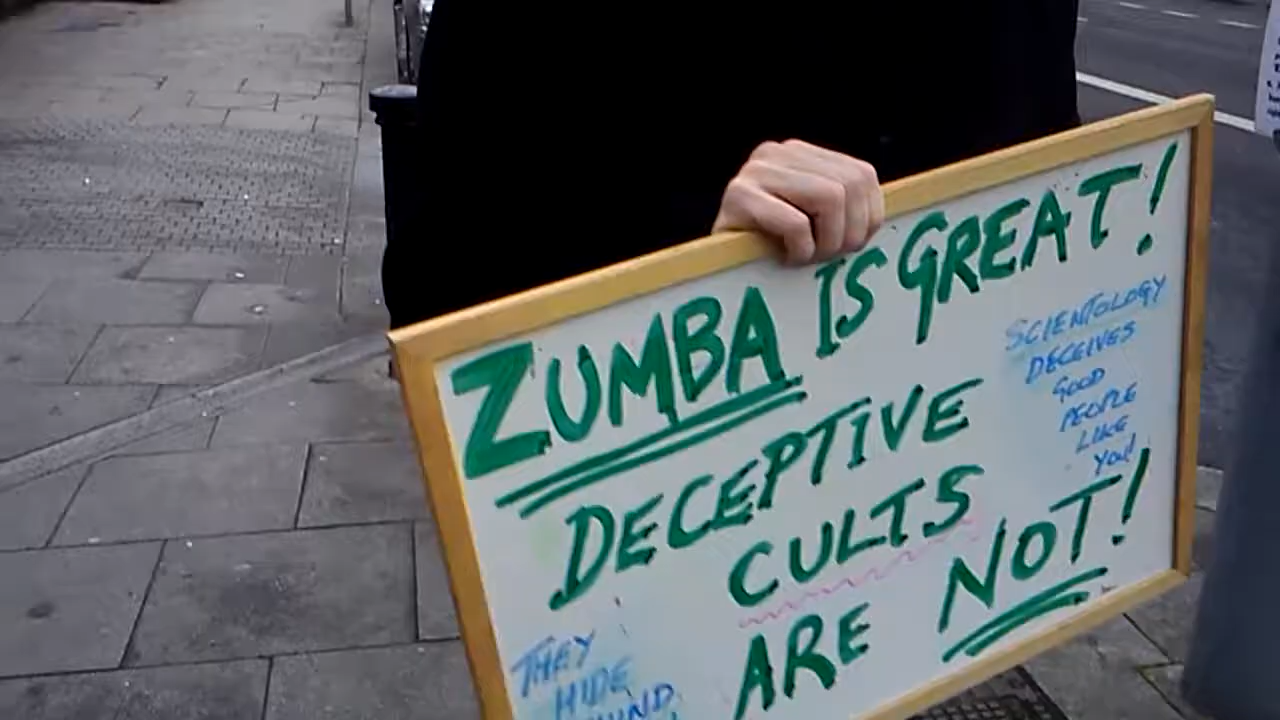 ZUMBA IS GREAT!
DECEPTIVE
CULTS
ARE NOT!
SCIENTOLOGY
DECEIVES
GOOD
PEOPLE
LIKE
YOU!
THEY
HIDE